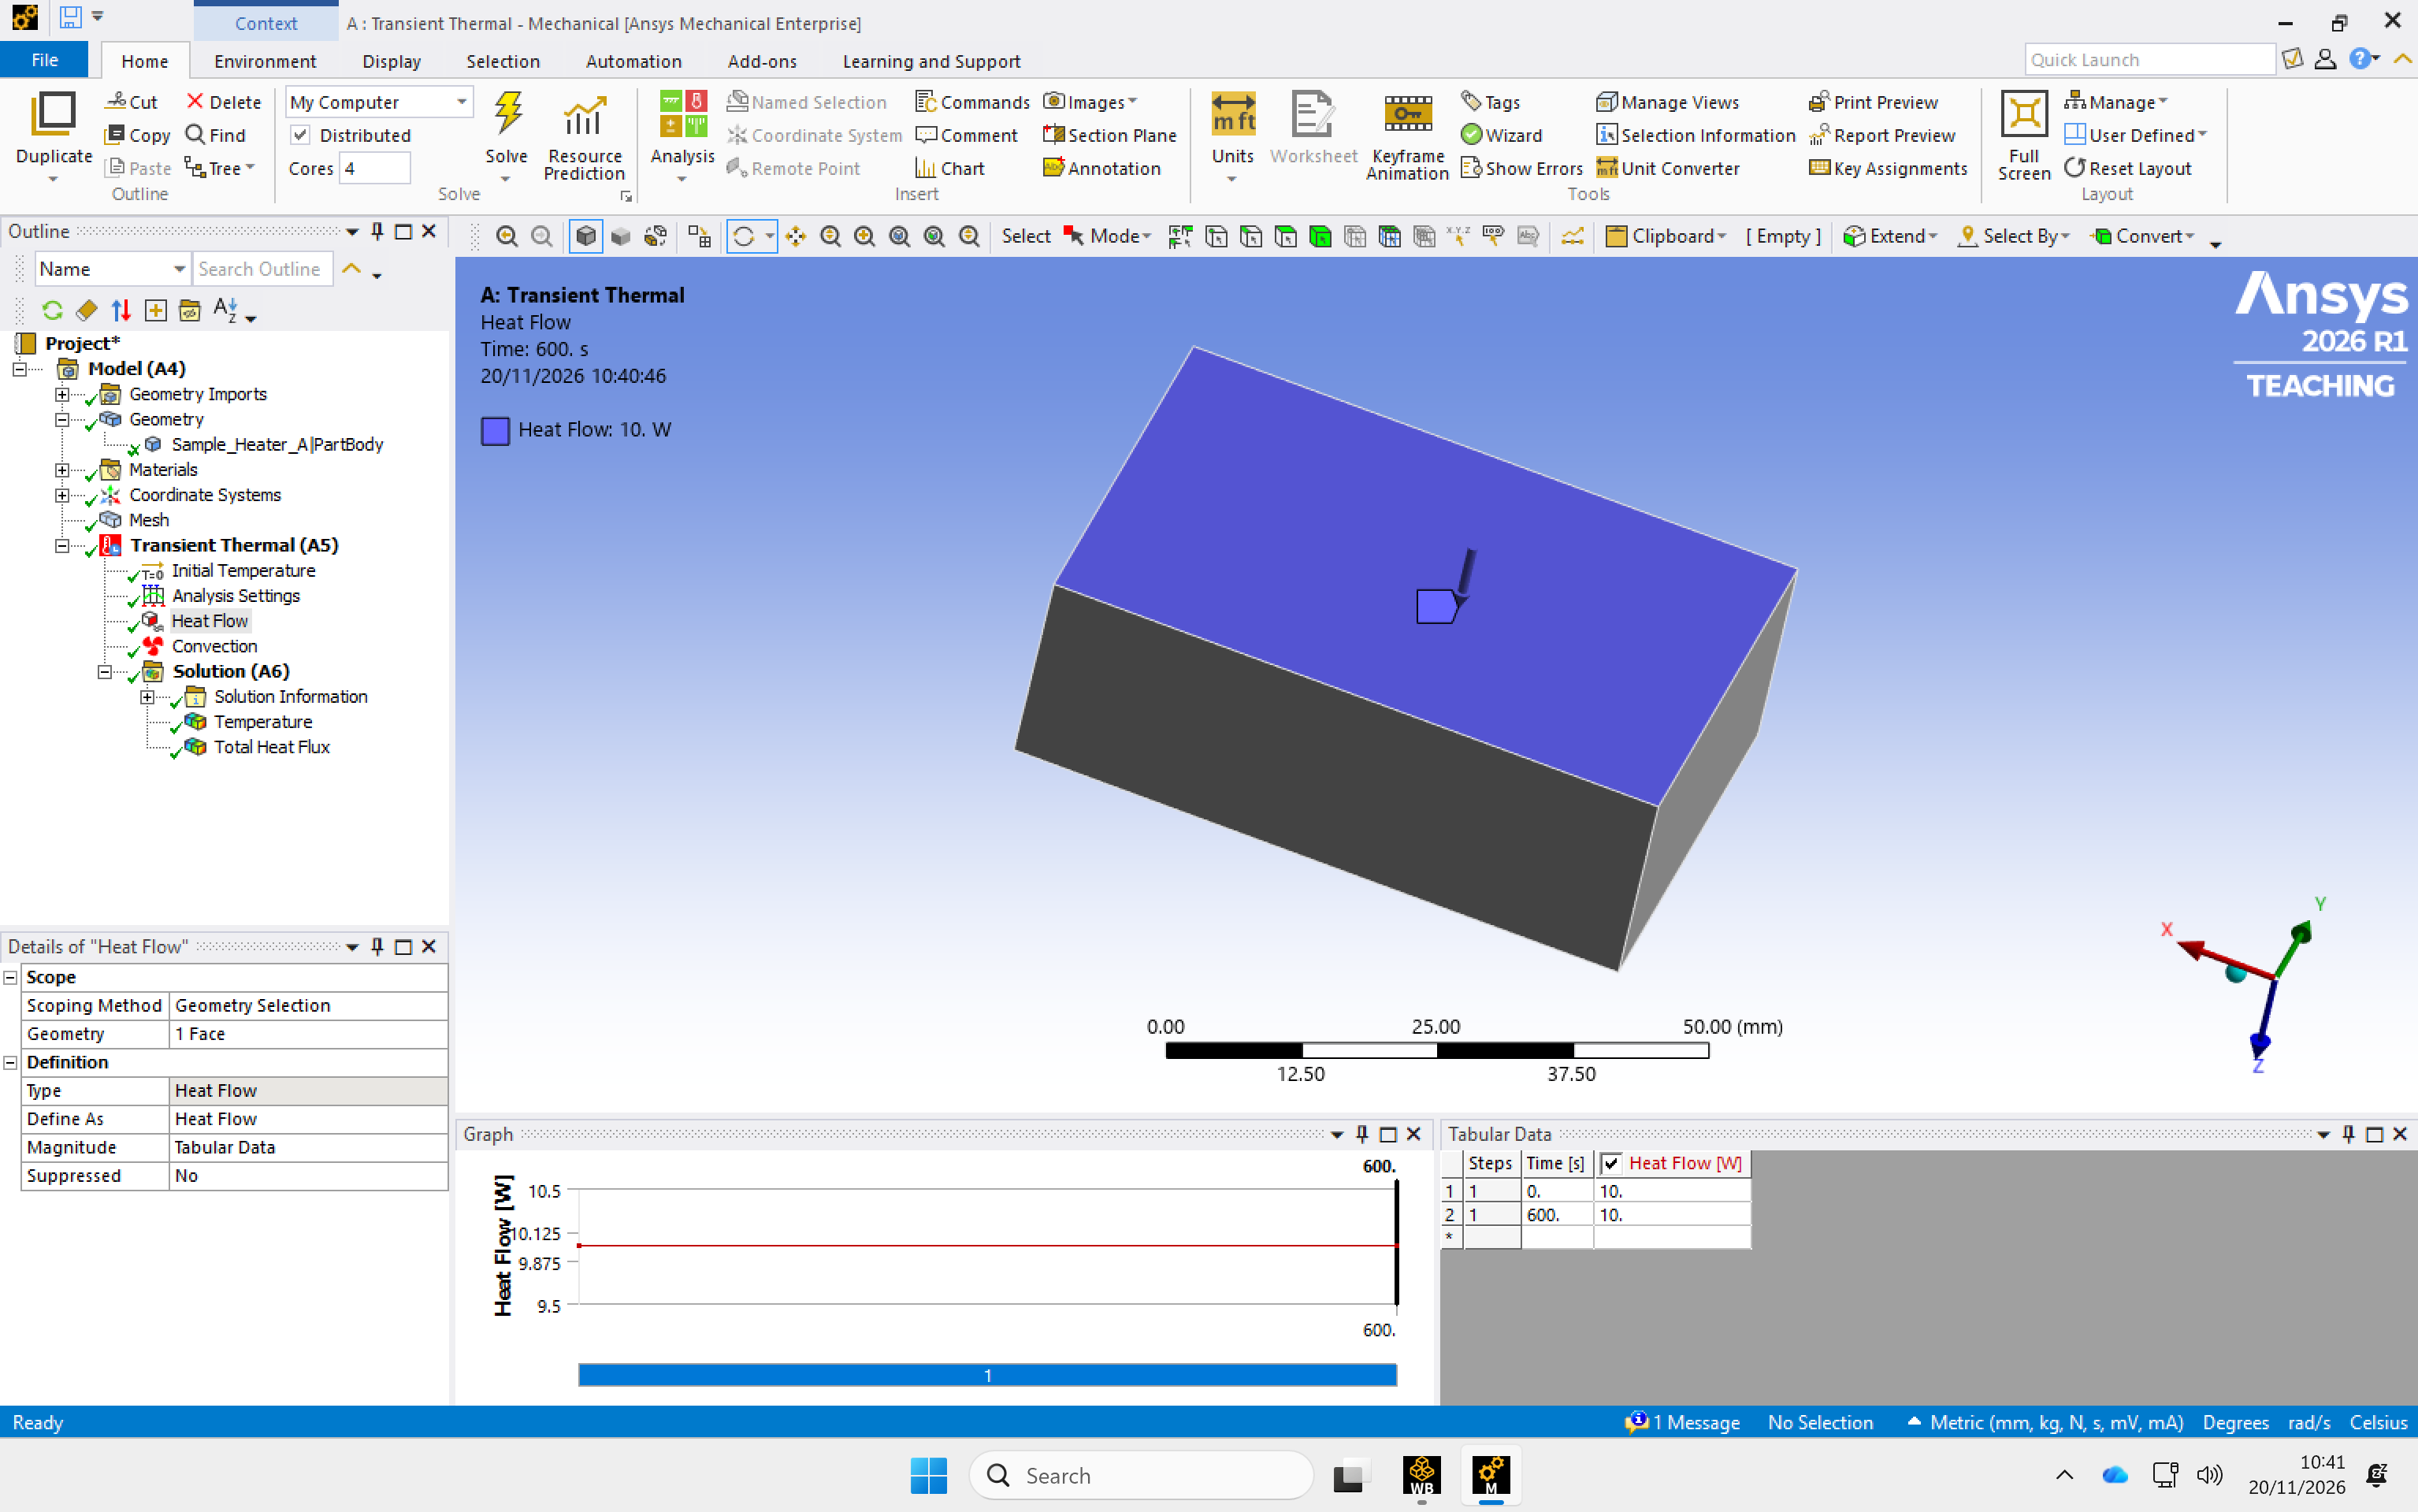 Context
A : Transient Thermal - Mechanical [Ansys Mechanical Enterprise]
File
Home
Environment
Display
Selection
Automation
Add-ons
Learning and Support
Quick Launch
Duplicate
Cut
Delete
Copy
Find
Paste
Tree
Outline
My Computer
Distributed
Cores
4
Solve
Resource Prediction
Solve
Analysis
Named Selection
Coordinate System
Remote Point
Commands
Comment
Chart
Images
Section Plane
Annotation
Insert
Units
Worksheet
Keyframe Animation
Tags
Wizard
Show Errors
Manage Views
Selection Information
Unit Converter
Print Preview
Report Preview
Key Assignments
Tools
Full Screen
Manage
User Defined
Reset Layout
Layout
Outline
Name
Search Outline
Select
Mode
Clipboard
[ Empty ]
Extend
Select By
Convert
Project*
Model (A4)
Geometry Imports
Geometry
Sample_Heater_A|PartBody
Materials
Coordinate Systems
Mesh
Transient Thermal (A5)
Initial Temperature
Analysis Settings
Heat Flow
Convection
Solution (A6)
Solution Information
Temperature
Total Heat Flux
A: Transient Thermal
Heat Flow
Time: 600. s
20/11/2026 10:40:46
Heat Flow: 10. W
Ansys
2026 R1
TEACHING
X
Y
Z
0.00
25.00
50.00 (mm)
12.50
37.50
Details of "Heat Flow"
Scope
Scoping Method
Geometry Selection
Geometry
1 Face
Definition
Type
Heat Flow
Define As
Heat Flow
Magnitude
Tabular Data
Suppressed
No
Graph
600.
Heat Flow [W]
10.5
10.125
9.875
9.5
600.
1
Tabular Data
Steps
Time [s]
Heat Flow [W]
1
1
0.
10.
2
1
600.
10.
*
Ready
1 Message
No Selection
Metric (mm, kg, N, s, mV, mA)
Degrees
rad/s
Celsius
Search
WB
M
10:41
20/11/2026